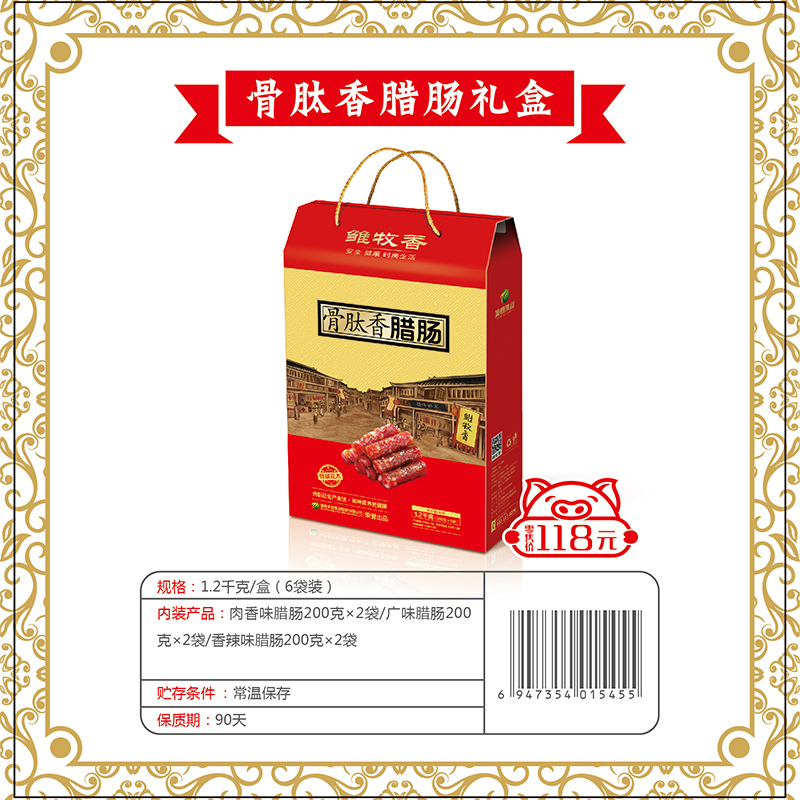 骨肽香腊肠礼盒
雏牧香
安全 健康 时尚生活
骨肽香腊肠
雏牧香
零售价118元
规格：1.2千克/盒（6袋装）
内装产品：肉香味腊肠200克×2袋/广味腊肠200
克×2袋/香辣味腊肠200克×2袋
贮存条件：常温保存
保质期：90天
6 947354 015455